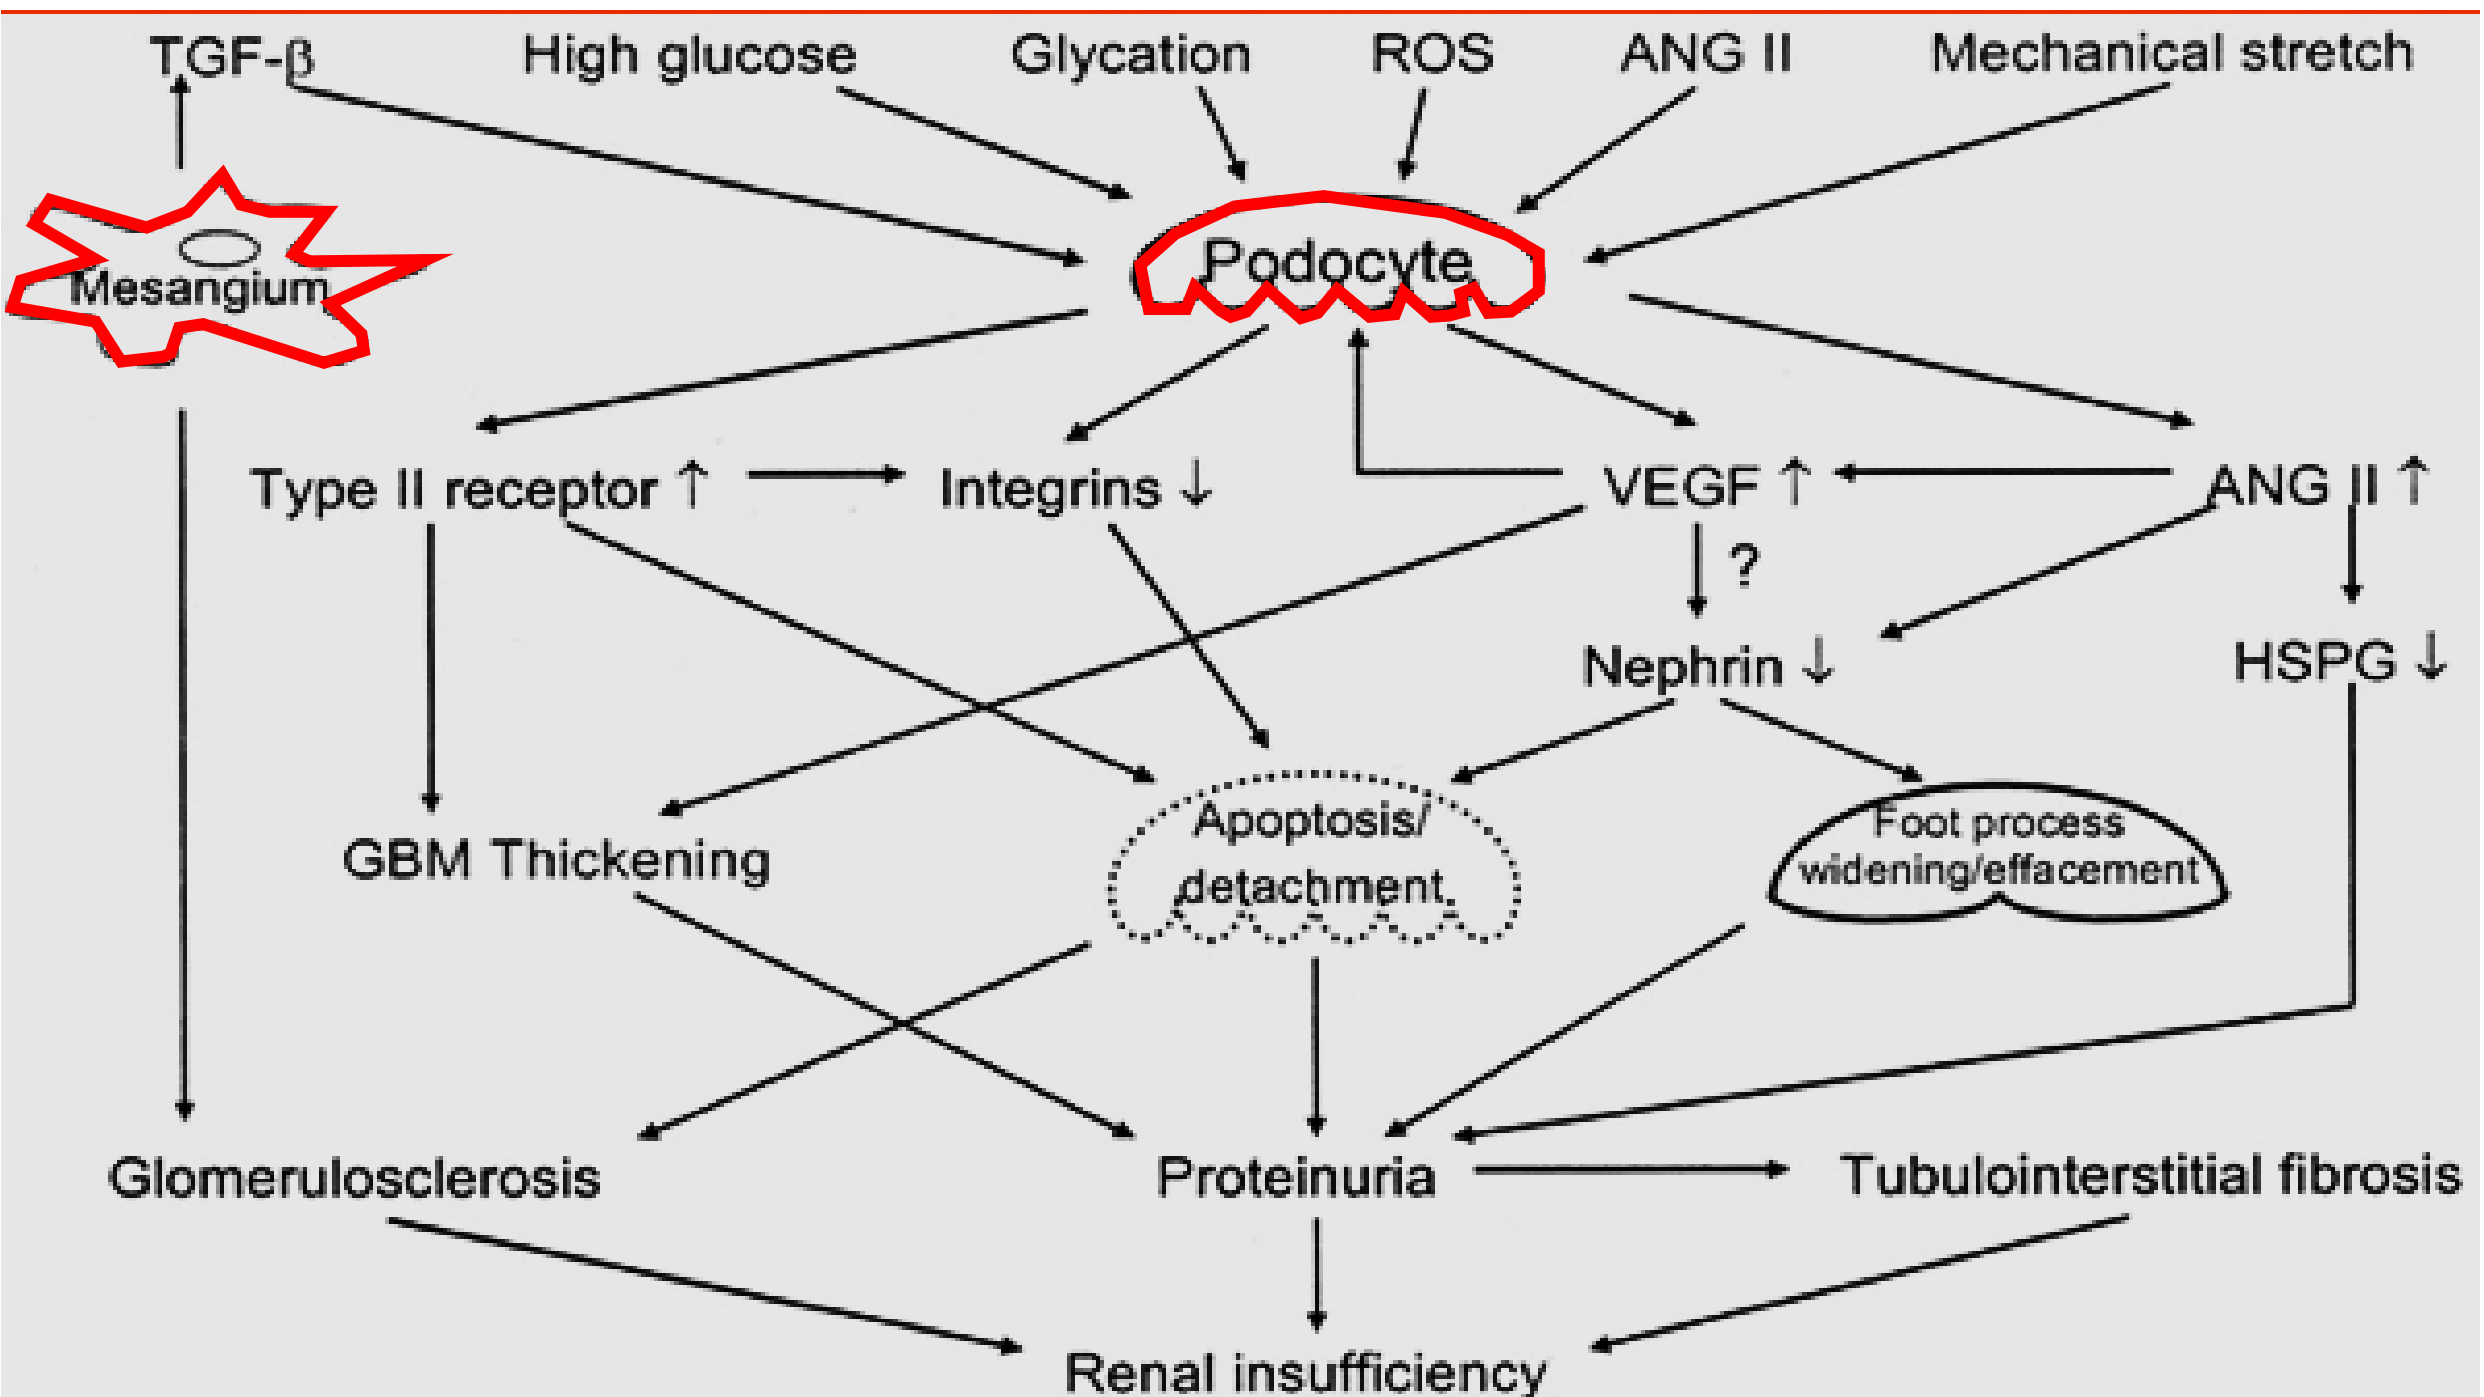 TGF-β
High glucose
Glycation
ROS
ANG II
Mechanical stretch
Podocyte
Mesangium
Type II receptor ↑
Integrins ↓
VEGF ↑
ANG II ↑
?
Nephrin ↓
HSPG ↓
Apoptosis/
detachment
Foot process
widening/effacement
GBM Thickening
Glomerulosclerosis
Proteinuria
Tubulointerstitial fibrosis
Renal insufficiency